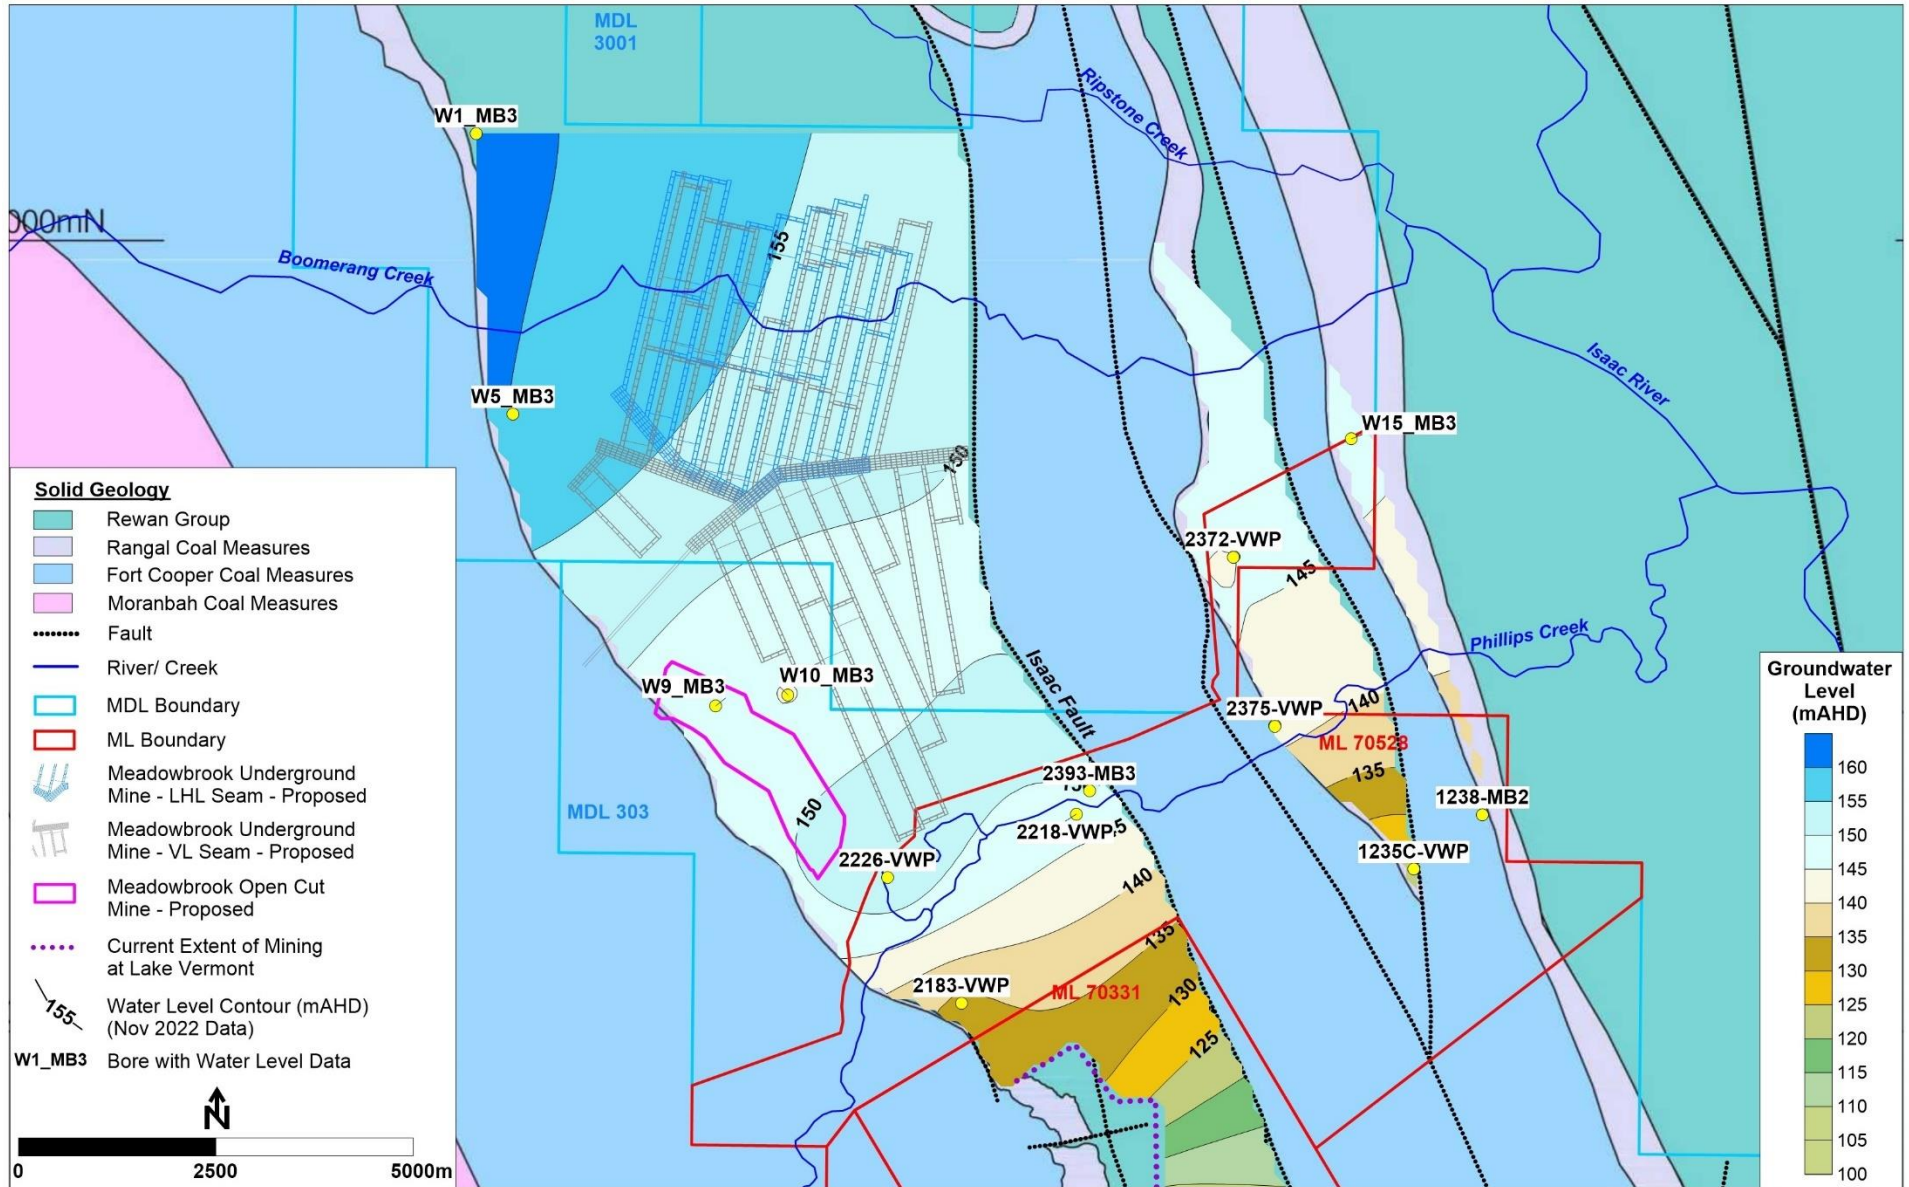 MDL
3001
W1_MB3
Ripstone Creek
000mN
155
Boomerang Creek
Isaac River
W5_MB3
W15_MB3
150
2372-VWP
145
Phillips Creek
Isaac Fault
W9_MB3
W10_MB3
2375-VWP
140
ML 70528
135
2393-MB3
1238-MB2
MDL 303
150
2218-VWP
5
2226-VWP
1235C-VWP
140
135
2183-VWP
ML 70331
130
125
Solid Geology
Rewan Group
Rangal Coal Measures
Fort Cooper Coal Measures
Moranbah Coal Measures
Fault
River/ Creek
MDL Boundary
ML Boundary
Meadowbrook Underground
Mine - LHL Seam - Proposed
Meadowbrook Underground
Mine - VL Seam - Proposed
Meadowbrook Open Cut
Mine - Proposed
Current Extent of Mining
at Lake Vermont
155
Water Level Contour (mAHD)
(Nov 2022 Data)
W1_MB3 Bore with Water Level Data
N
0 2500 5000m
Groundwater
Level
(mAHD)
160
155
150
145
140
135
130
125
120
115
110
105
100